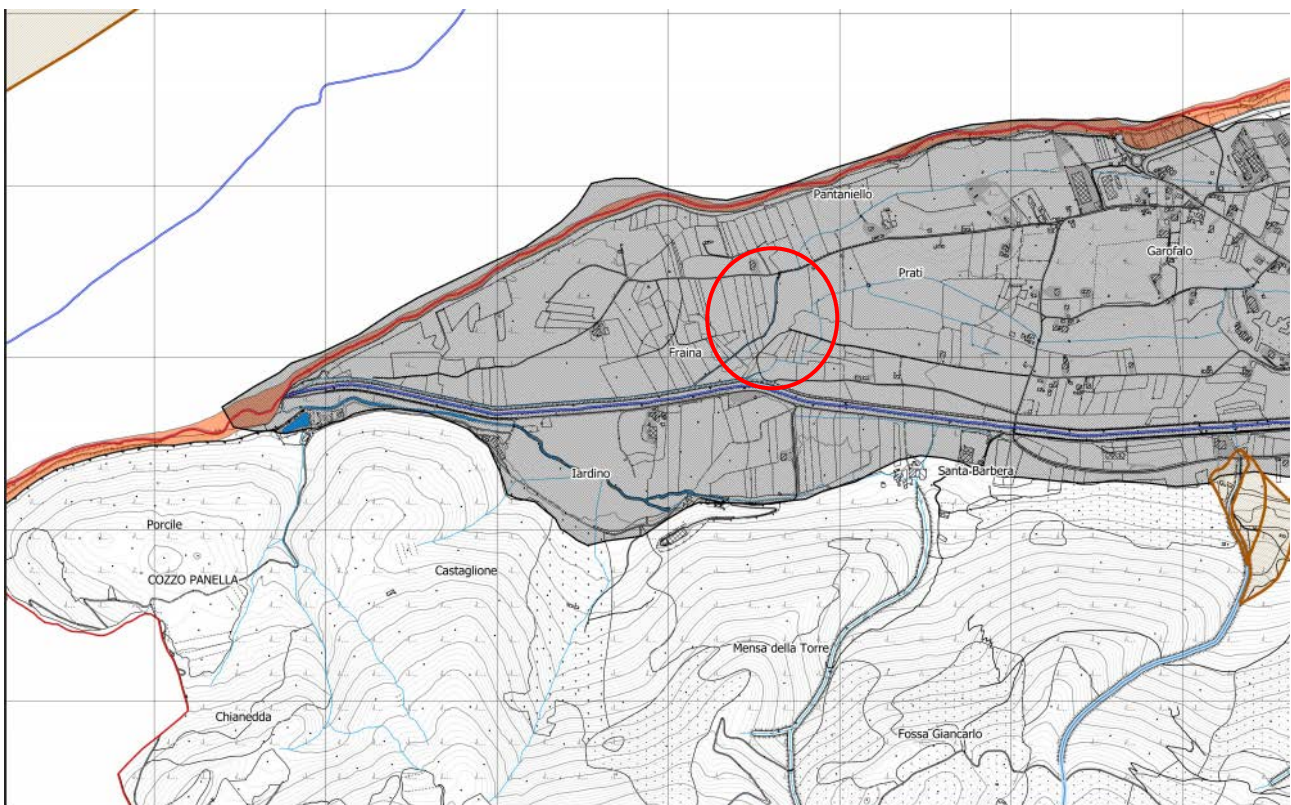 Pantaniello
Garofalo
Prati
Fraina
Iardino
Santa Barbera
Porcile
COZZO PANELLA
Castaglione
Mensa della Torre
Chianedda
Fossa Giancarlo